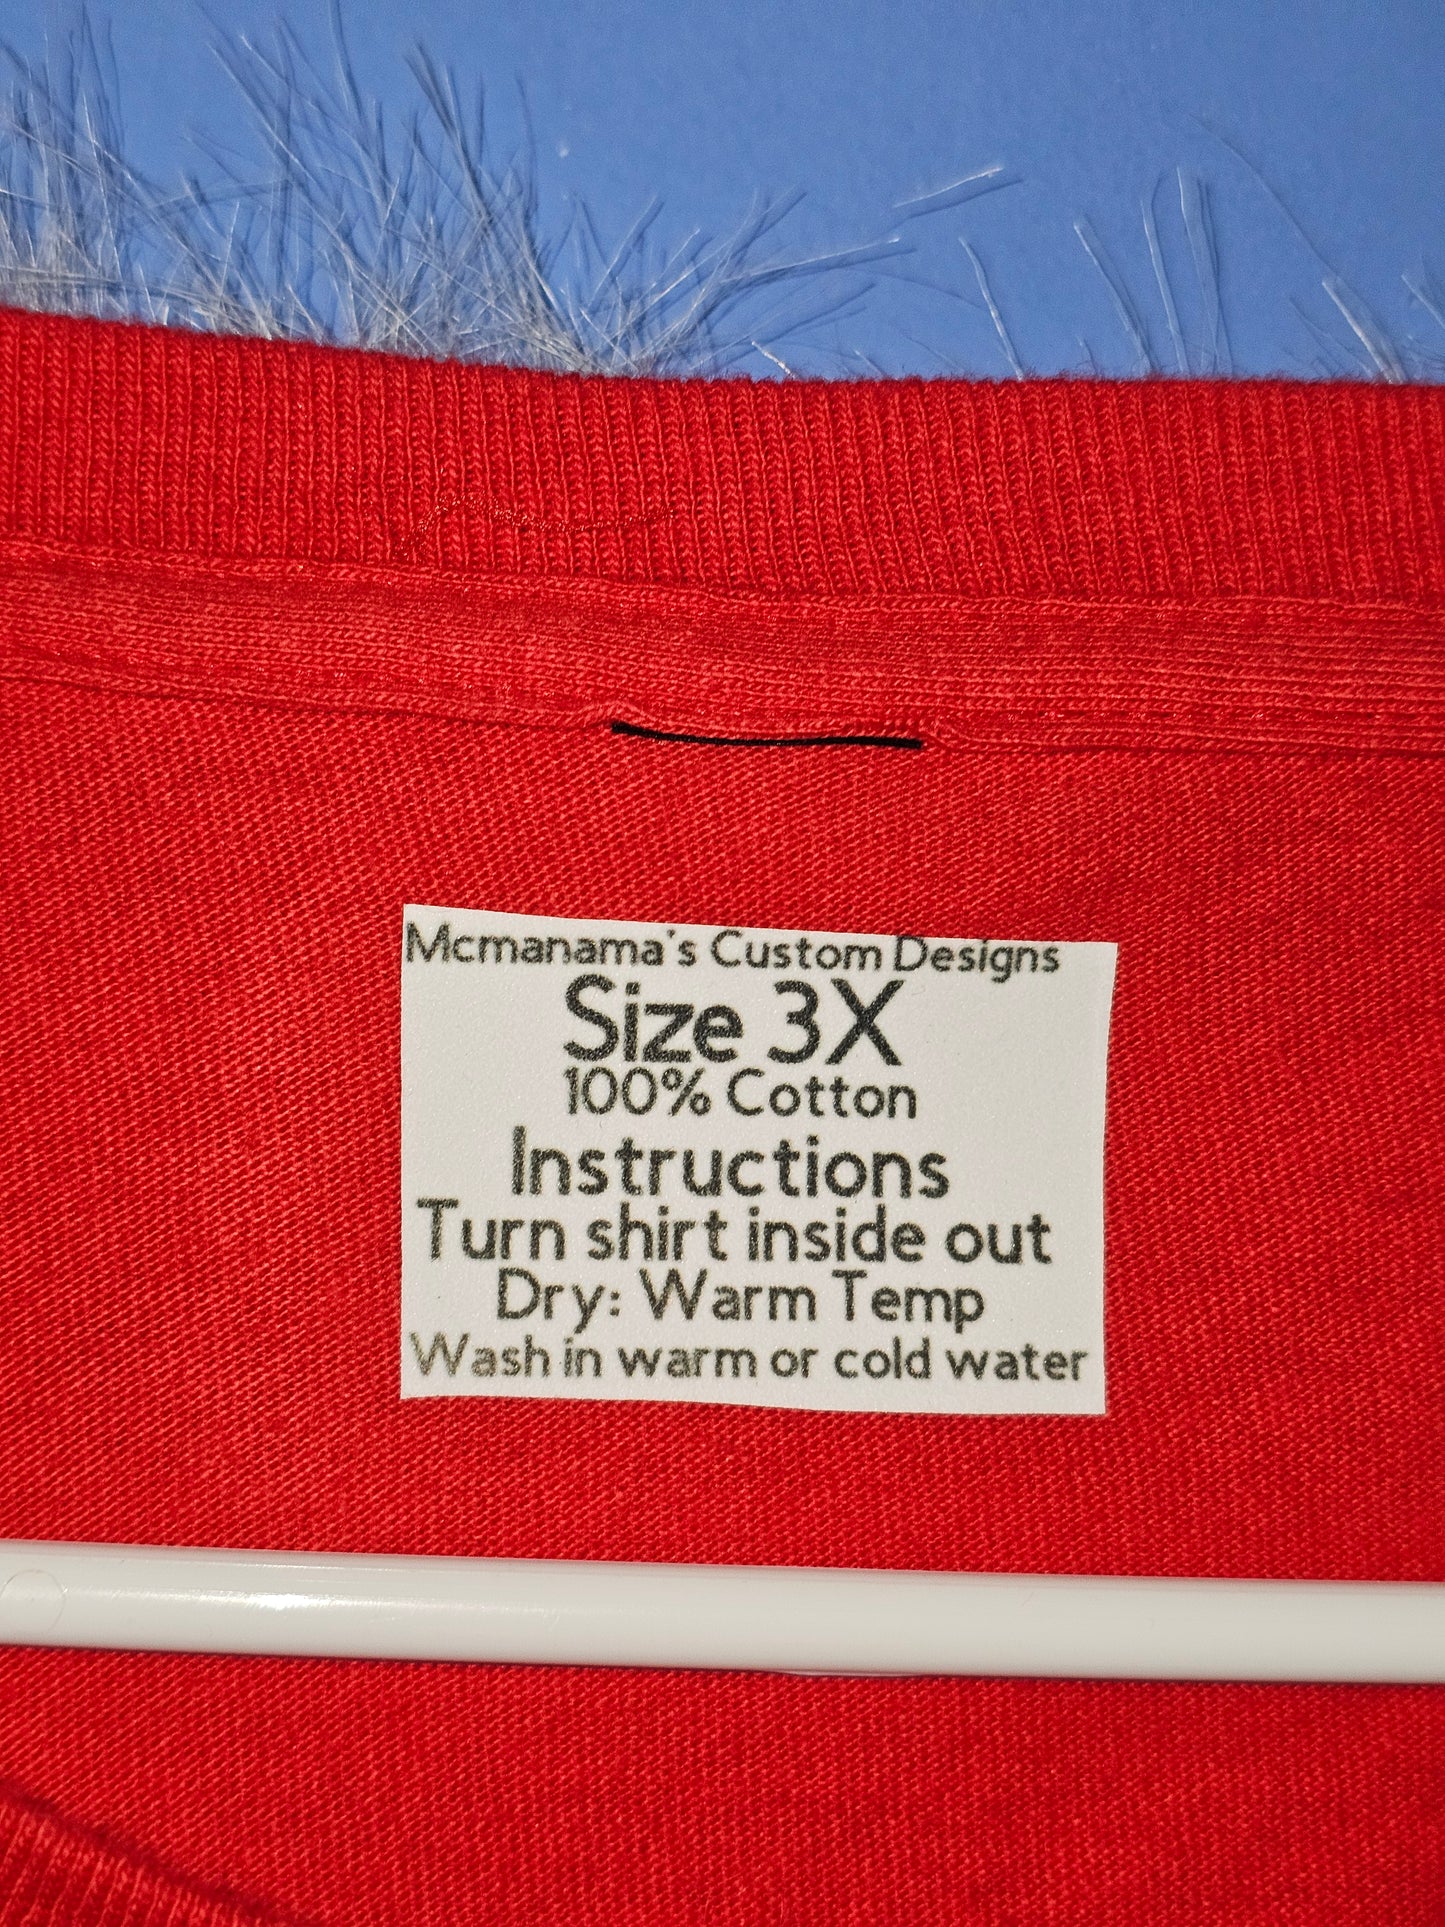 Mcmanama's Custom Designs
Size 3X
100% Cotton
Instructions
Turn shirt inside out
Dry: Warm Temp
Wash in warm or cold water